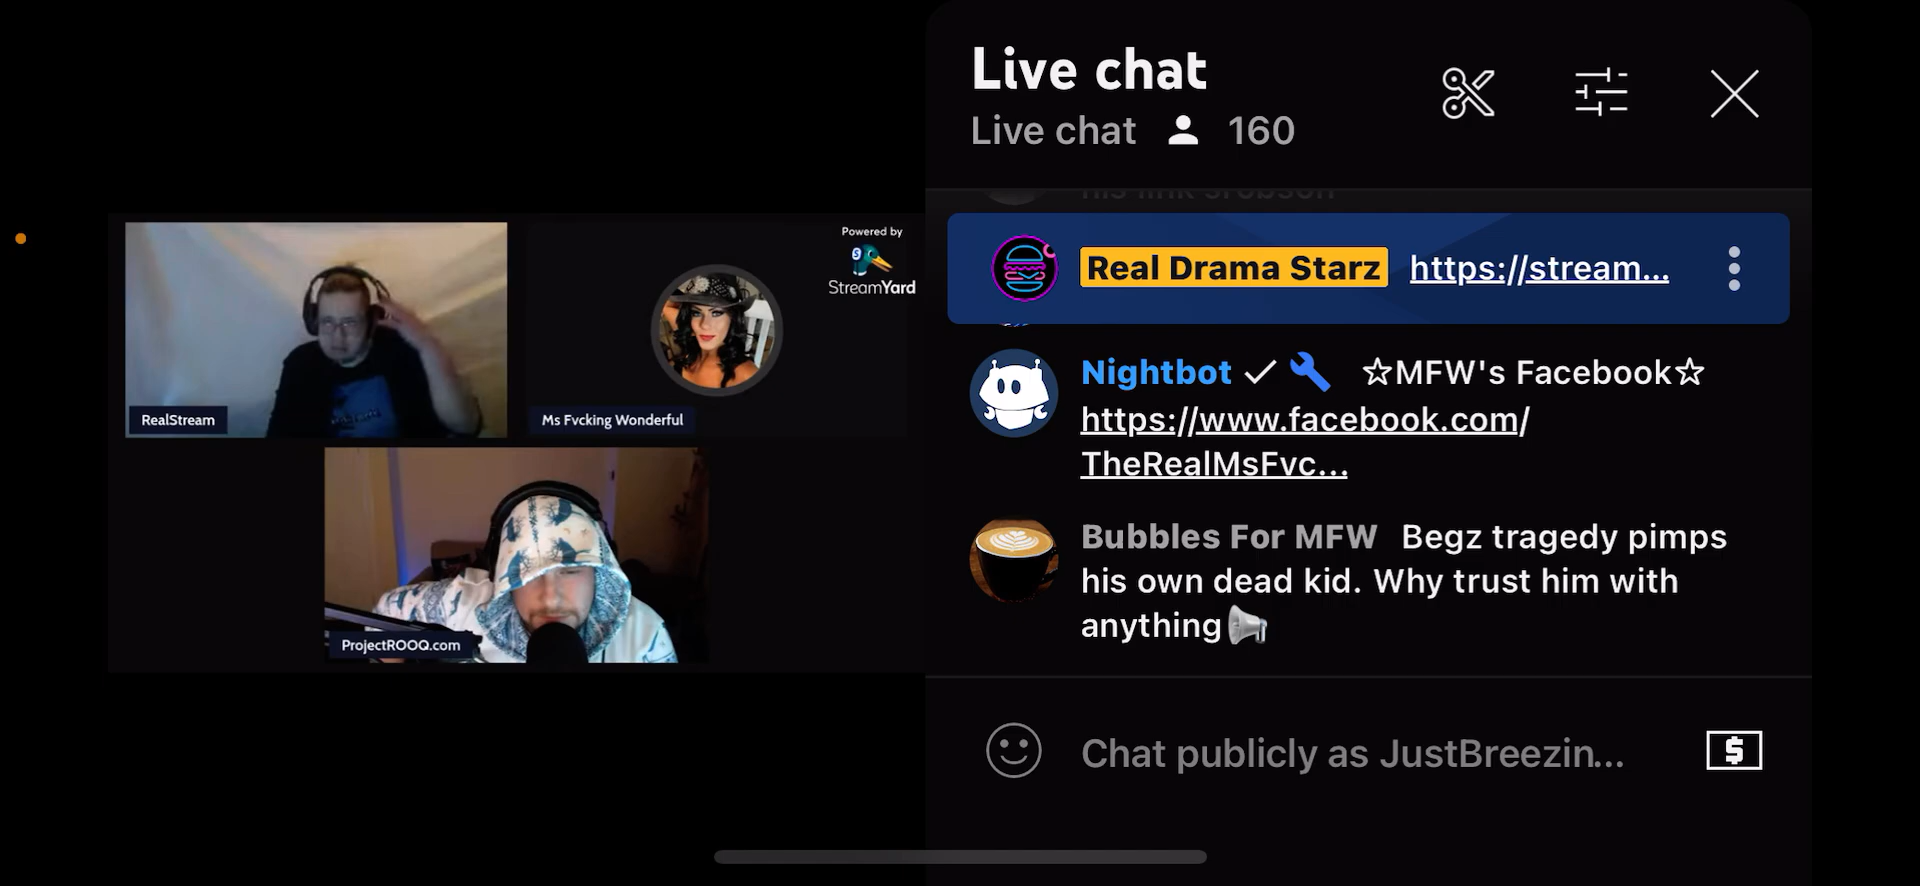 Live chat
Live chat 160
Real Drama Starz https://stream...
Nightbot ☆MFW's Facebook☆
https://www.facebook.com/
TheRealMsFvc...
Bubbles For MFW Begz tragedy pimps
his own dead kid. Why trust him with
anything
Chat publicly as JustBreezin...
Powered by
StreamYard
RealStream
Ms Fvcking Wonderful
ProjectROOQ.com